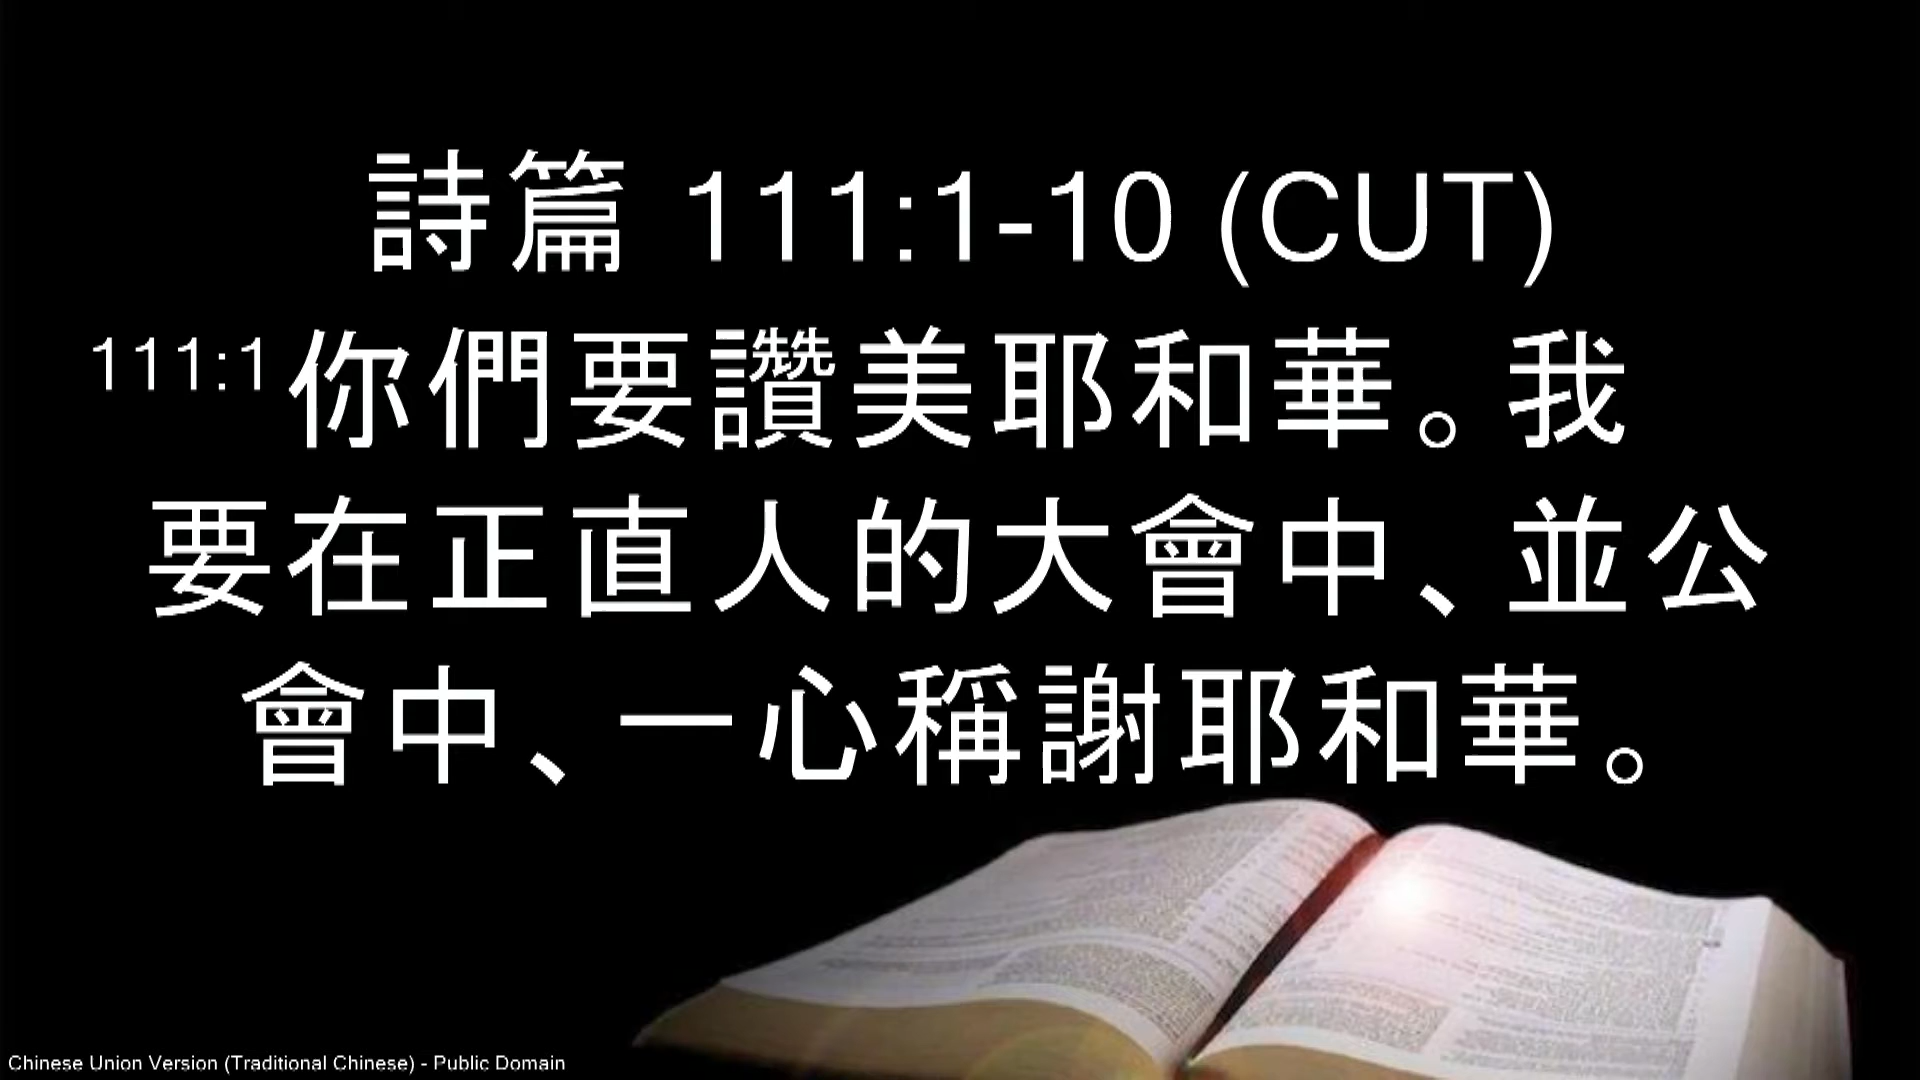 詩篇 111:1-10 (CUT)
111:1你們要讚美耶和華。我
要在正直人的大會中、並公
會中、一心稱謝耶和華。
Chinese Union Version (Traditional Chinese) - Public Domain